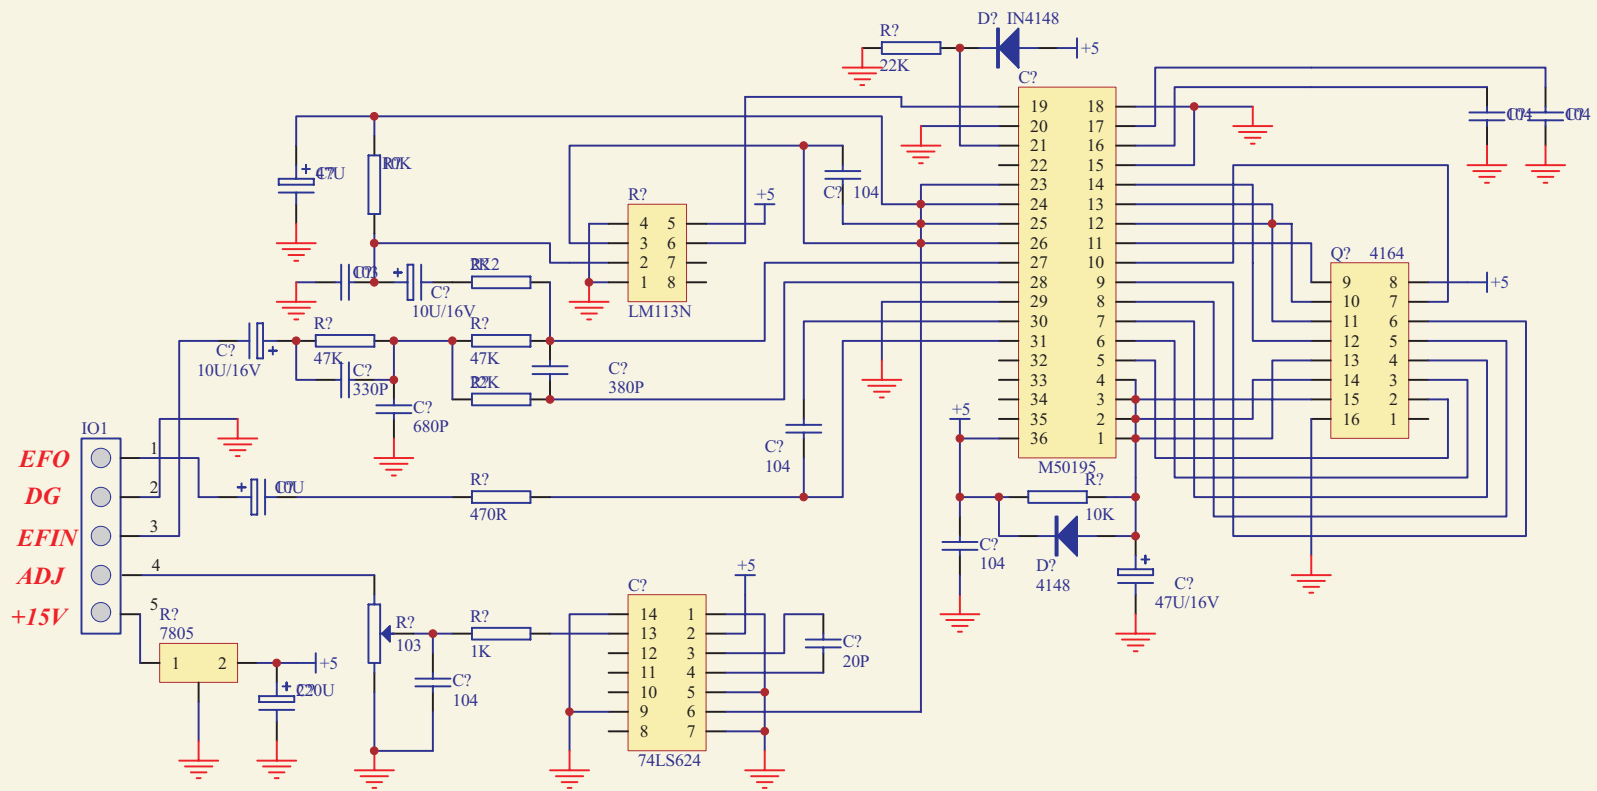 R?
22K
D? IN4148
+5
C?
19 18
20 17
21 16
22 15
23 14
24 13
25 12
26 11
27 10
28 9
29 8
30 7
31 6
32 5
33 4
34 3
35 2
36 1
M50195
Q? 4164
9 8
10 7
11 6
12 5
13 4
14 3
15 2
16 1
+5
C? 104
R?
4 5
3 6
2 7
1 8
LM113N
+5
C?
10U/16V
C?
10U/16V
R?
47K
C?
330P
C?
680P
R?
47K
C?
380P
C?
104
R?
470R
IO1
EFO 1
DG 2
EFIN 3
ADJ 4
+15V 5
R?
7805
1 2
+5
R?
103
C?
104
R?
1K
C?
14 1
13 2
12 3
11 4
10 5
9 6
8 7
74LS624
+5
C?
20P
+5
R?
10K
C?
104
D?
4148
C?
47U/16V